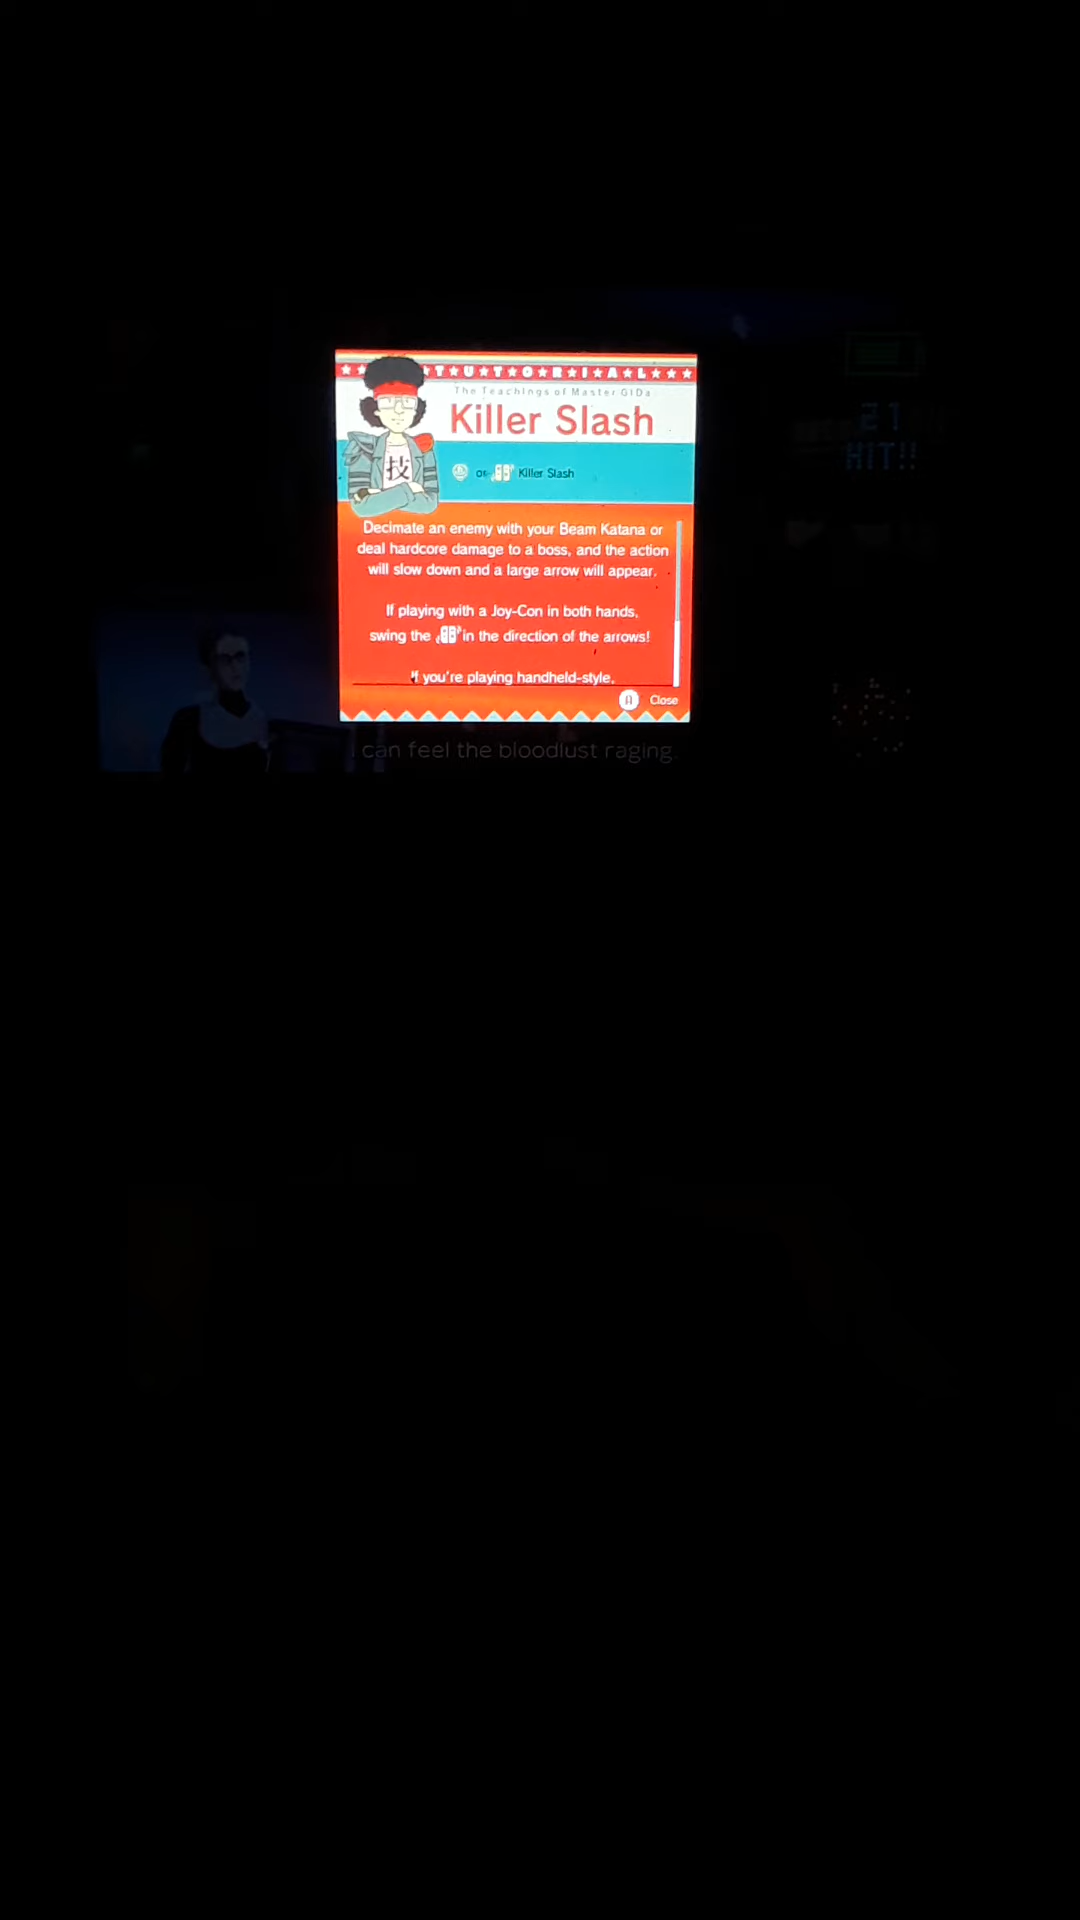 TUTORIAL
The Teachings of Master GIDa
Killer Slash
技
or Killer Slash
Decimate an enemy with your Beam Katana or
deal hardcore damage to a boss, and the action
will slow down and a large arrow will appear.
If playing with a Joy-Con in both hands,
swing the in the direction of the arrows!
If you're playing handheld-style,
A Close
21
HIT!!
I can feel the bloodlust raging.